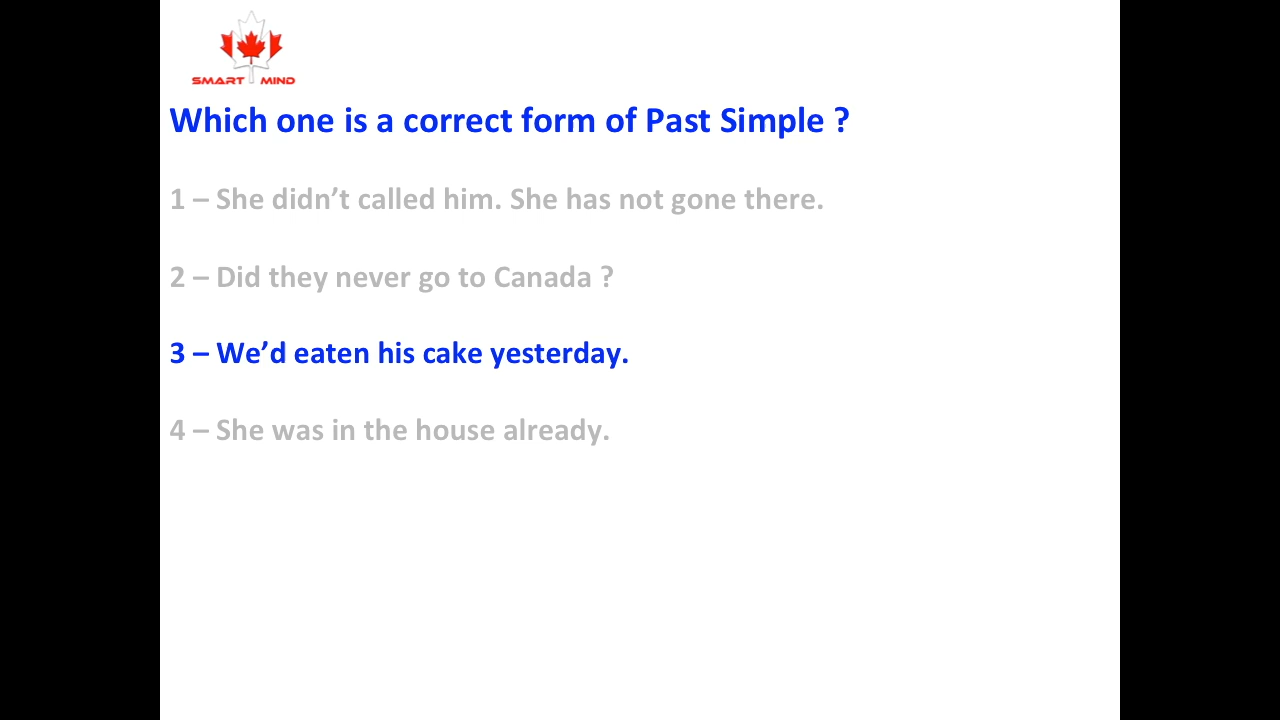 SMART MIND
Which one is a correct form of Past Simple ?
1 – She didn’t called him. She has not gone there.
2 – Did they never go to Canada ?
3 – We’d eaten his cake yesterday.
4 – She was in the house already.